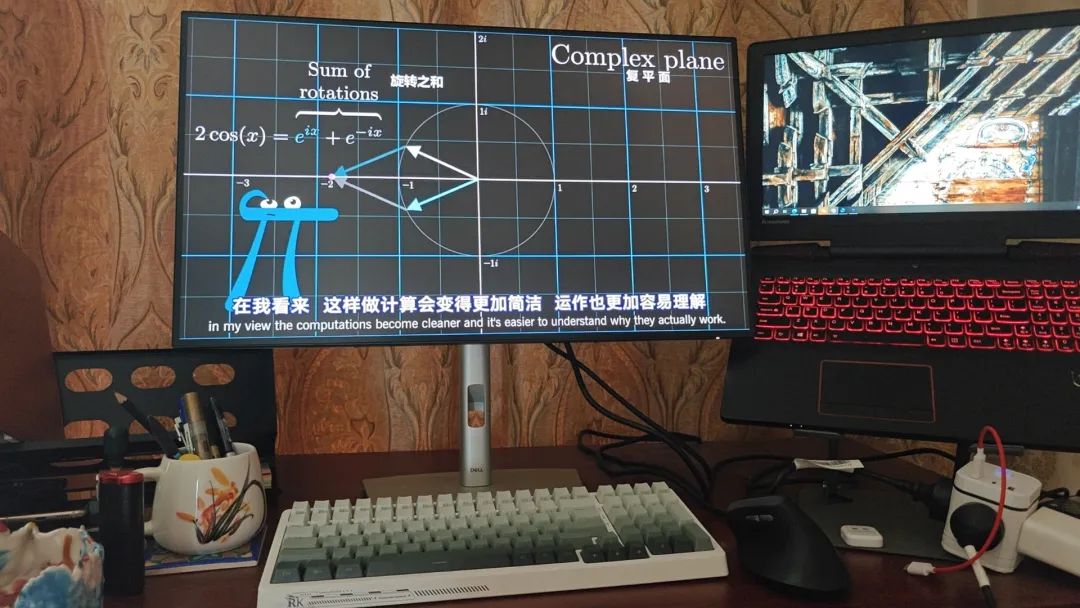 2i
Complex plane
复平面
Sum of
rotations
旋转之和
1i
2 cos(x) = e^{ix} + e^{-ix}
-3
-2
-1
1
2
3
-1i
在我看来 这样做计算会变得更加简洁 运作也更加容易理解
in my view the computations become cleaner and it's easier to understand why they actually work.
DELL
RK